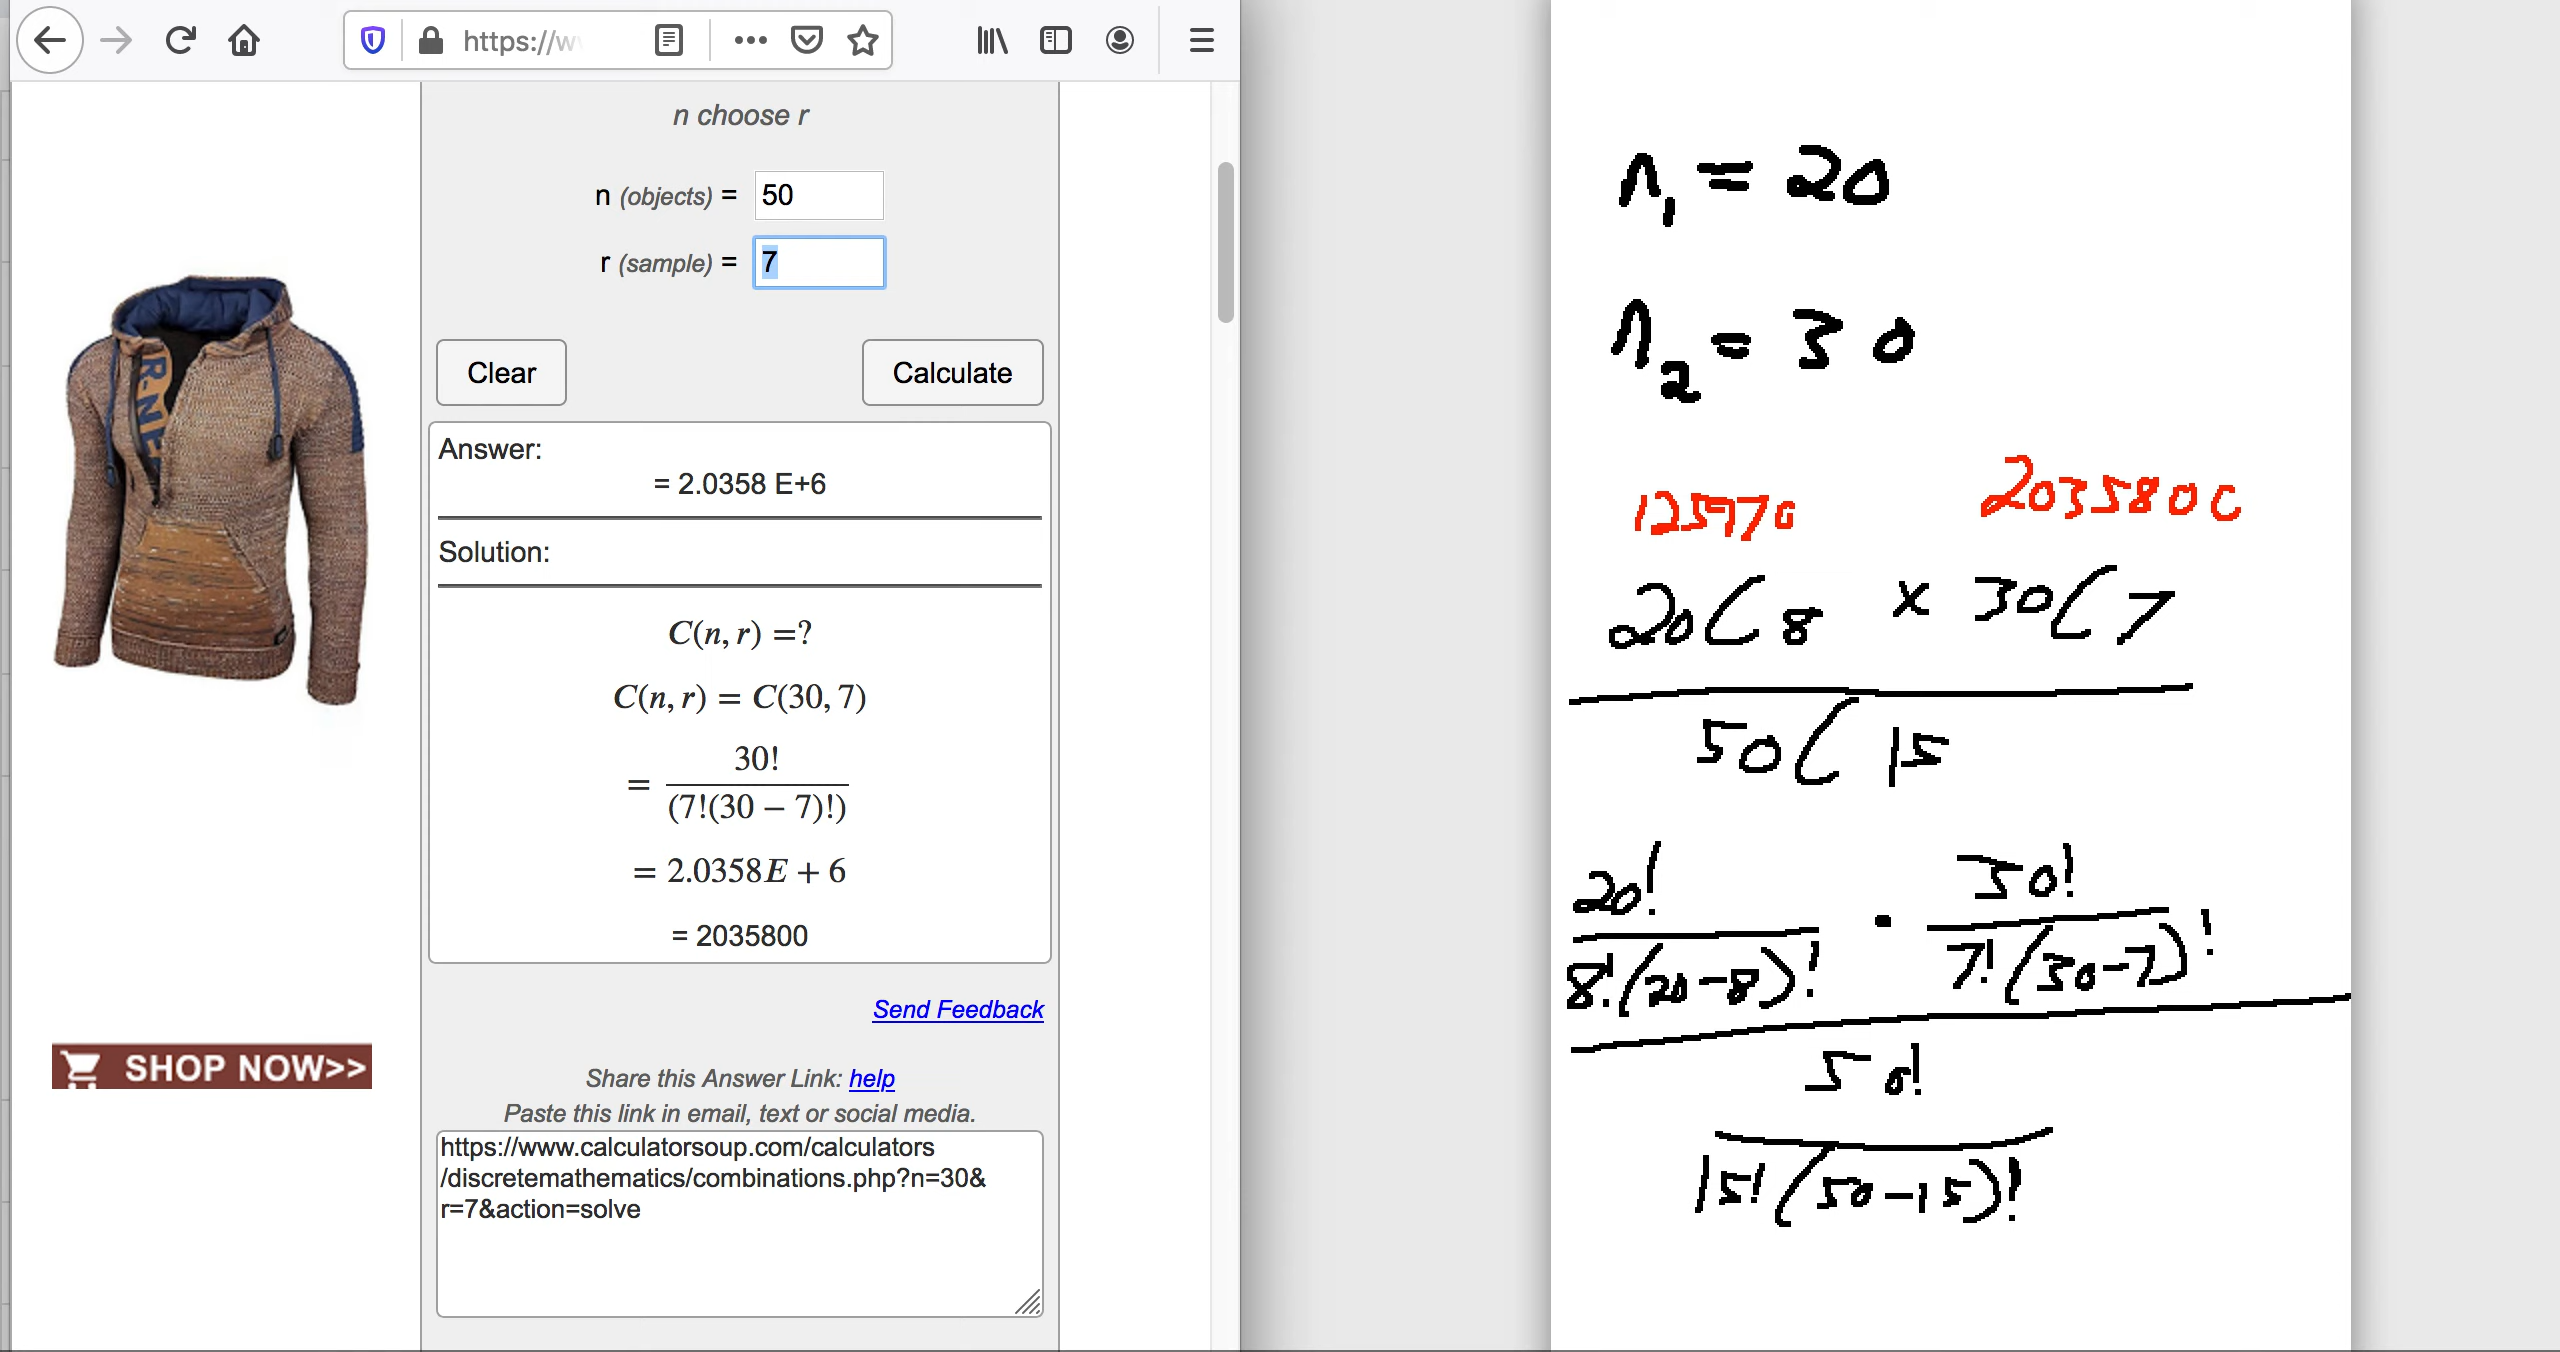 https://w
n choose r
n (objects) = 50
r (sample) = 7
Clear
Calculate
Answer:
= 2.0358 E+6
Solution:
C(n, r) =?
C(n, r) = C(30, 7)
= 30!
(7!(30 − 7)!)
= 2.0358E + 6
= 2035800
Send Feedback
Share this Answer Link: help
Paste this link in email, text or social media.
https://www.calculatorsoup.com/calculators
/discretemathematics/combinations.php?n=30&
r=7&action=solve
SHOP NOW>>
n₁ = 20
n₂ = 30
125970 2035800
20C8 x 30C7
50C15
20! · 30!
8!(20-8)! 7!(30-7)!
50!
15!(50-15)!